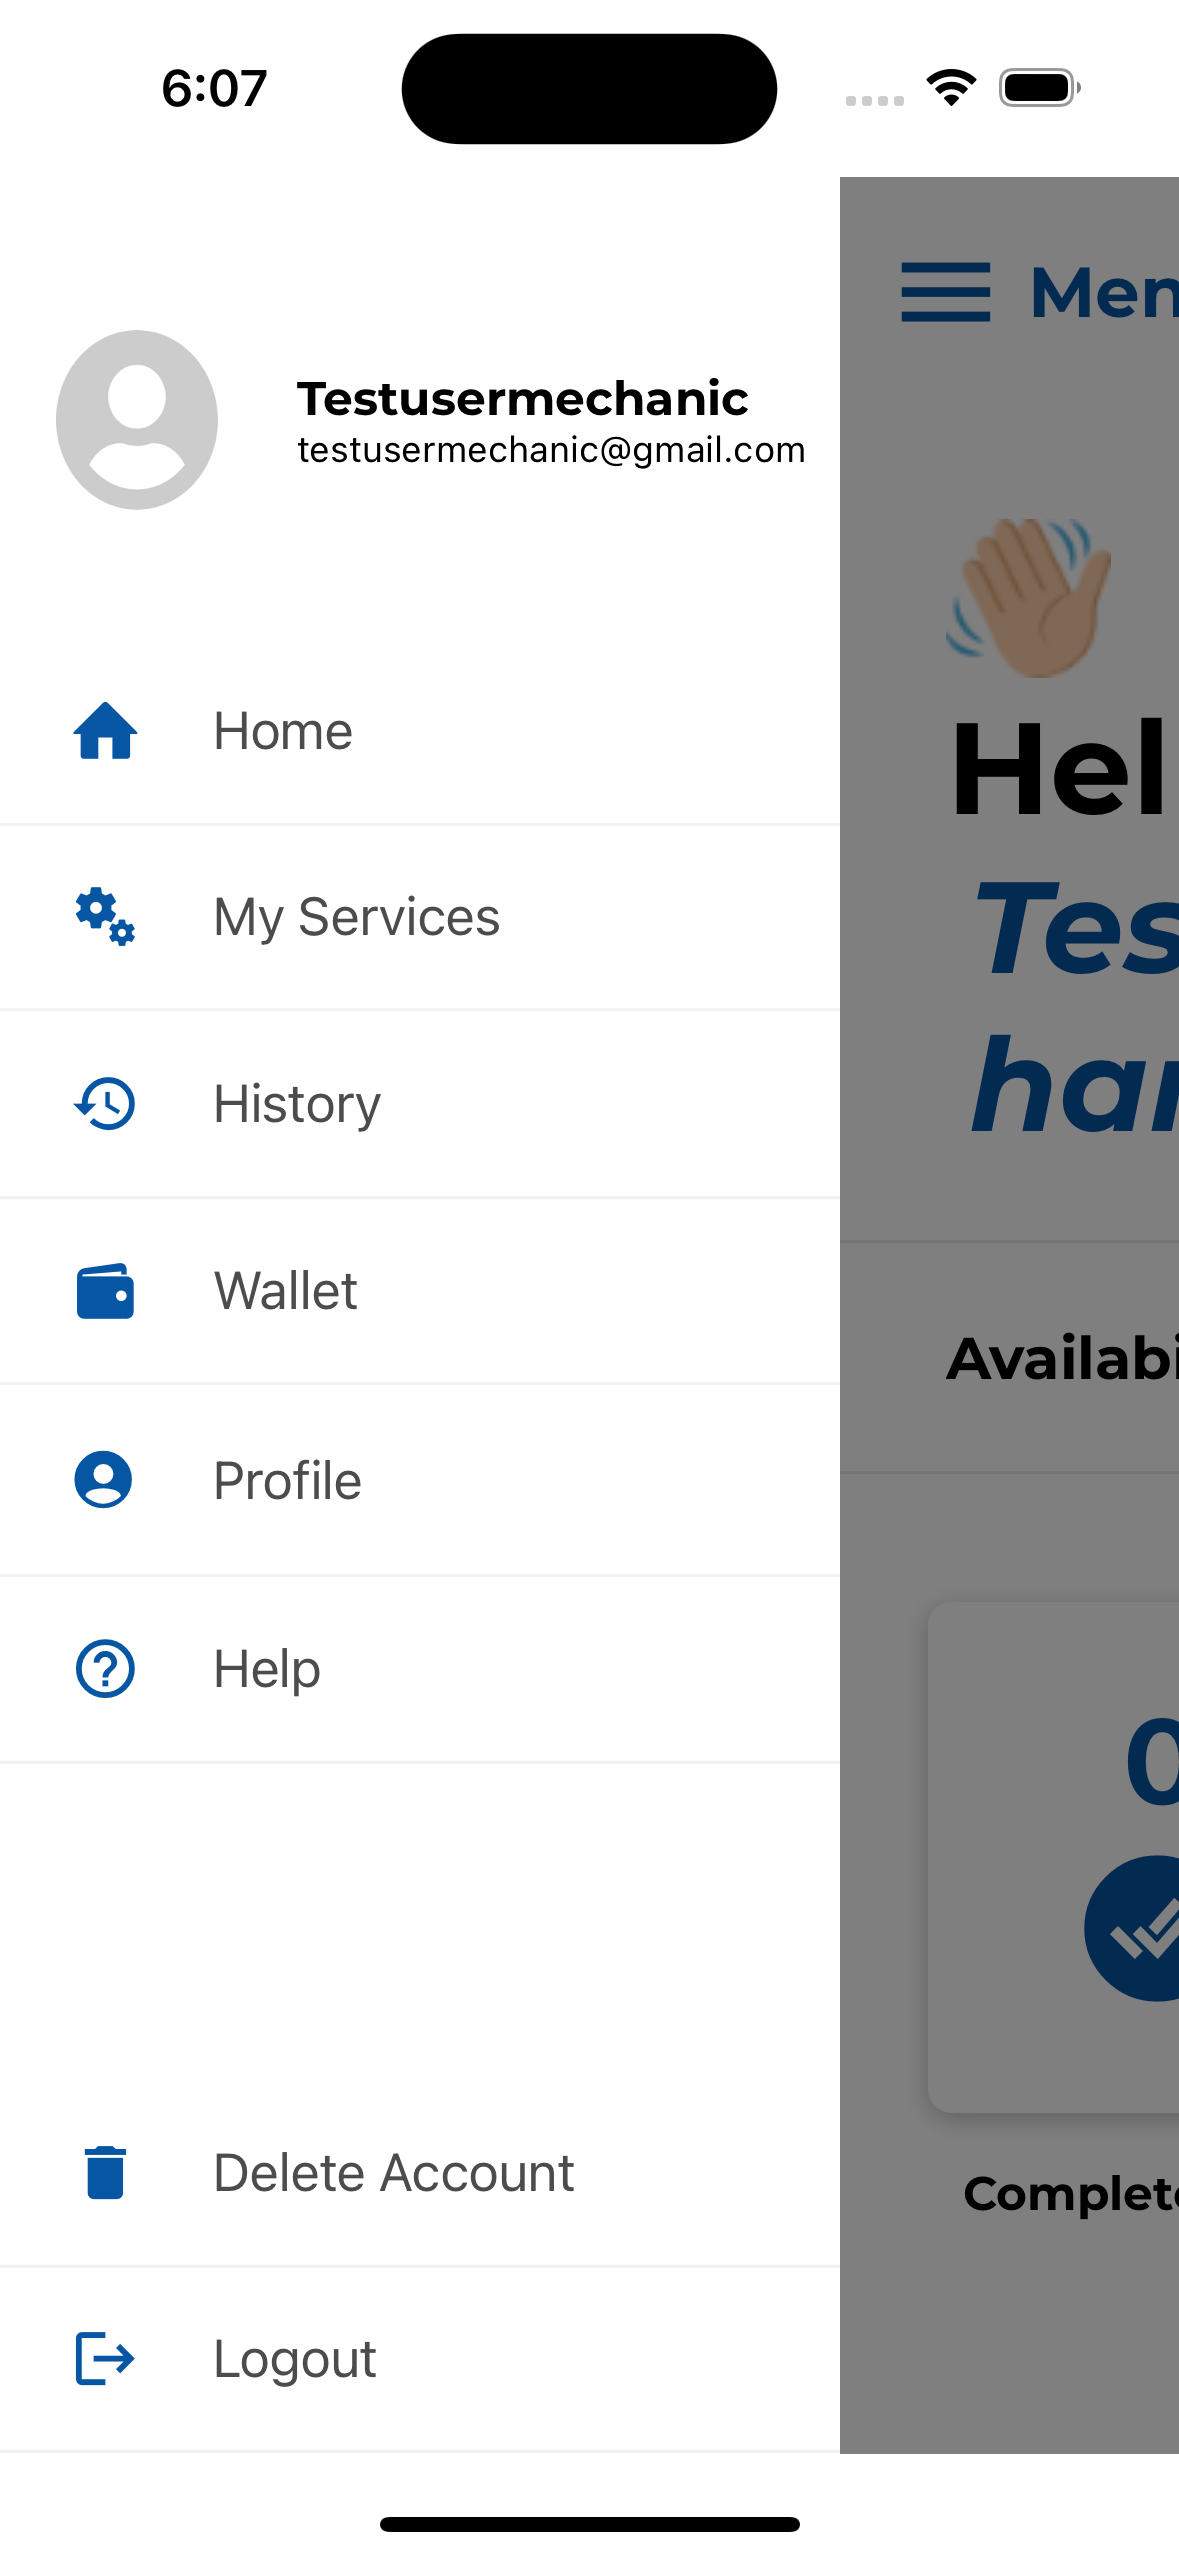 6:07
Testusermechanic
testusermechanic@gmail.com
Home
My Services
History
Wallet
Profile
Help
Delete Account
Logout
Men
Hel
Tes
har
Availabi
0
Complete